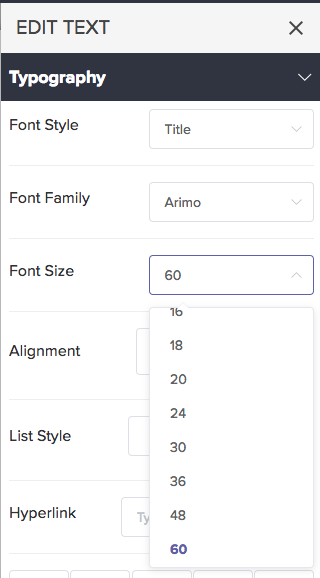 EDIT TEXT
Typography
Font Style
Title
Font Family
Arimo
Font Size
60
16
18
Alignment
20
24
List Style
30
36
Hyperlink
48
60